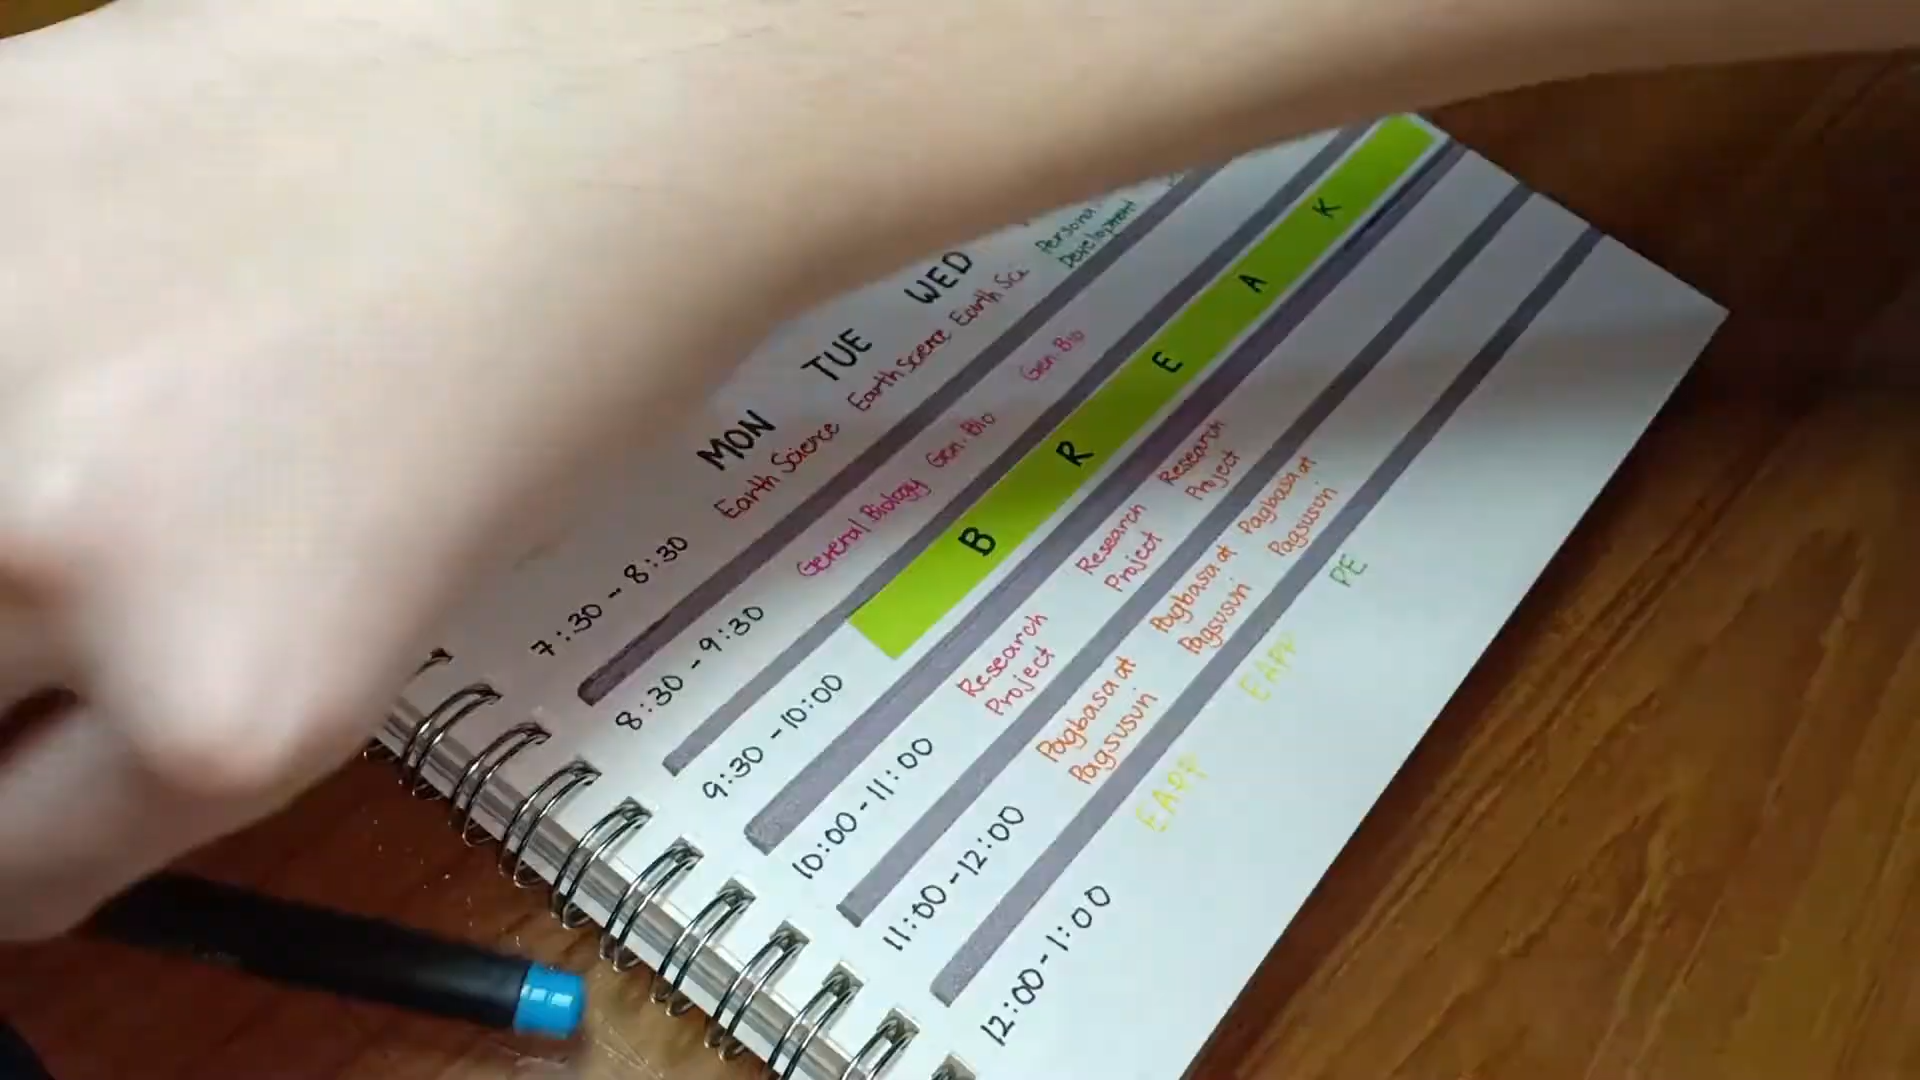 MON TUE WED
7:30 - 8:30 Earth Science Earth Science Earth Sci Personal
Development
8:30 - 9:30 General Biology Gen. Bio Gen. Bio
9:30 - 10:00 B R E A K
10:00 - 11:00 Research Research Research
Project Project Project
11:00 - 12:00 Pagbasa at Pagbasa at Pagbasa at
Pagsusuri Pagsusuri Pagsusuri
12:00 - 1:00 EAPP EAPP PE